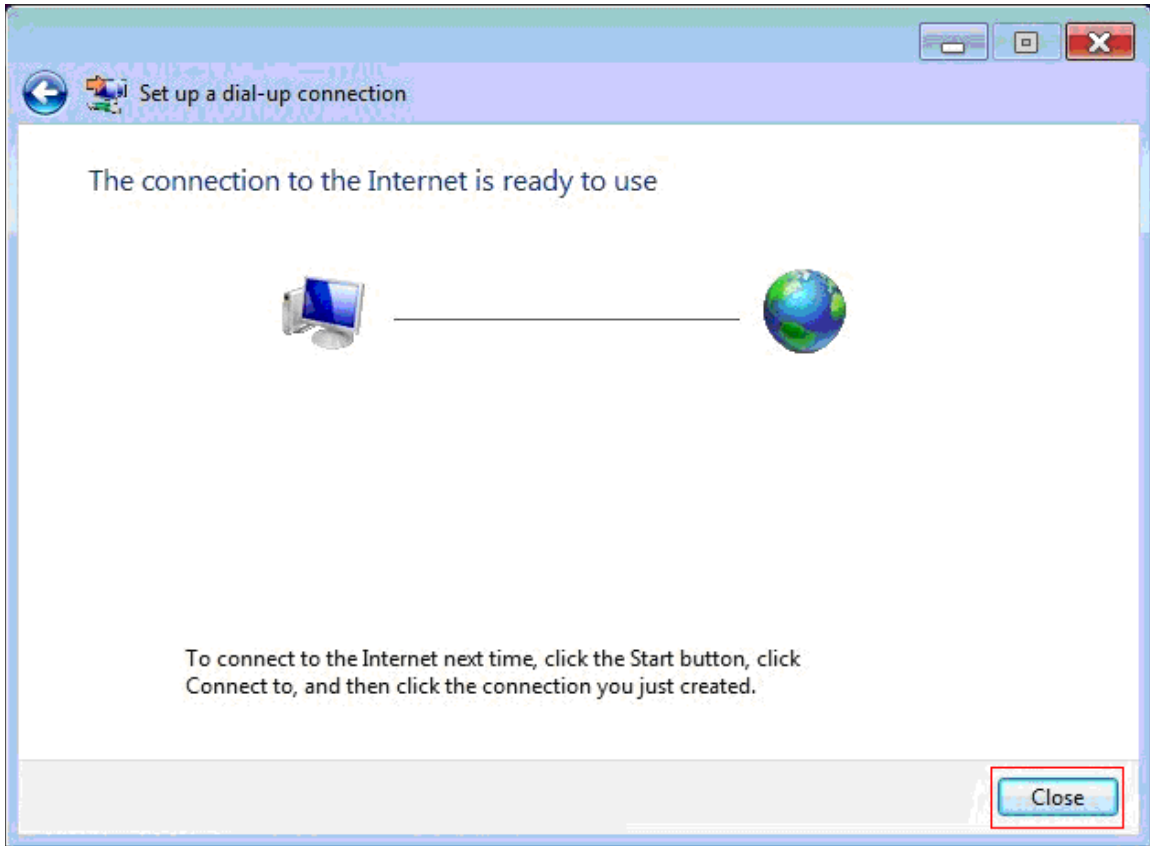 Set up a dial-up connection
The connection to the Internet is ready to use
To connect to the Internet next time, click the Start button, click
Connect to, and then click the connection you just created.
Close